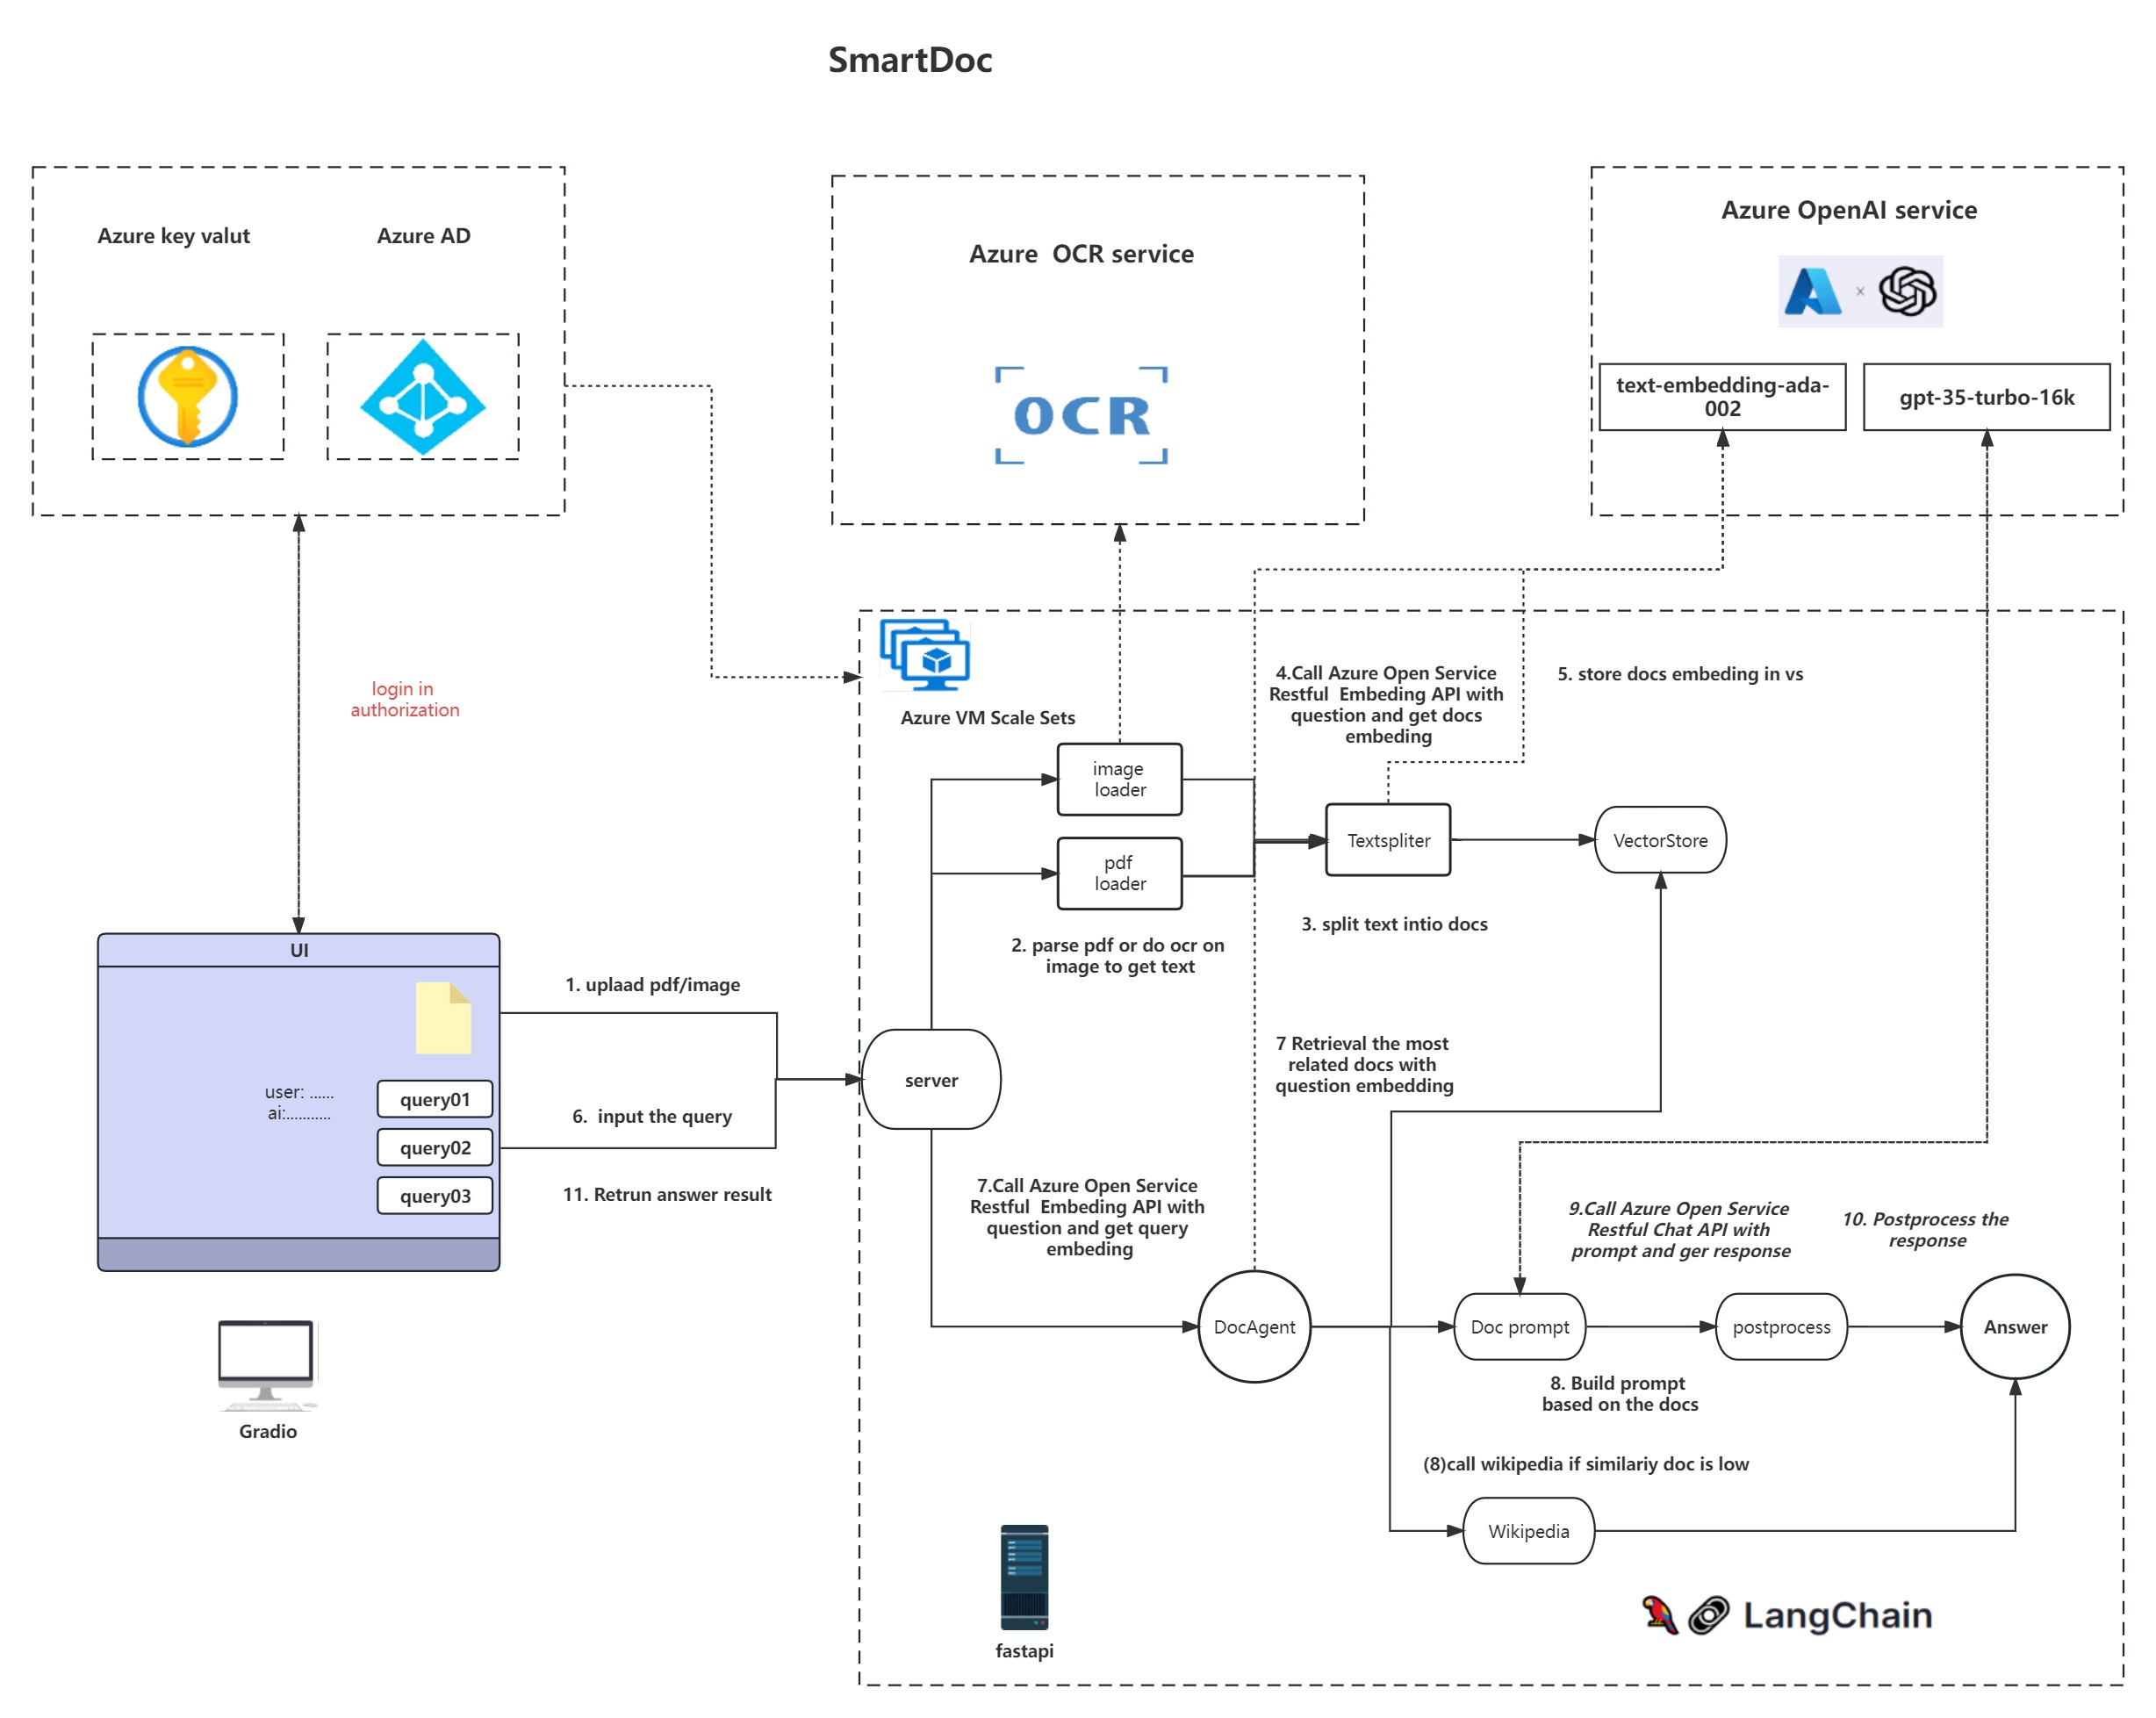 SmartDoc
Azure key valut
Azure AD
Azure  OCR service
OCR
Azure OpenAI service
text-embedding-ada-
002
gpt-35-turbo-16k
login in
authorization
Azure VM Scale Sets
4.Call Azure Open Service
Restful  Embeding API with
question and get docs
embeding
5. store docs embeding in vs
image
loader
pdf
loader
Textspliter
VectorStore
2. parse pdf or do ocr on
image to get text
3. split text intio docs
UI
user: ......
ai:...........
query01
query02
query03
1. uplaad pdf/image
6.  input the query
11. Retrun answer result
server
7 Retrieval the most
related docs with
question embedding
7.Call Azure Open Service
Restful  Embeding API with
question and get query
embeding
9.Call Azure Open Service
Restful Chat API with
prompt and ger response
10. Postprocess the
response
DocAgent
Doc prompt
postprocess
Answer
8. Build prompt
based on the docs
(8)call wikipedia if similariy doc is low
Wikipedia
Gradio
fastapi
LangChain